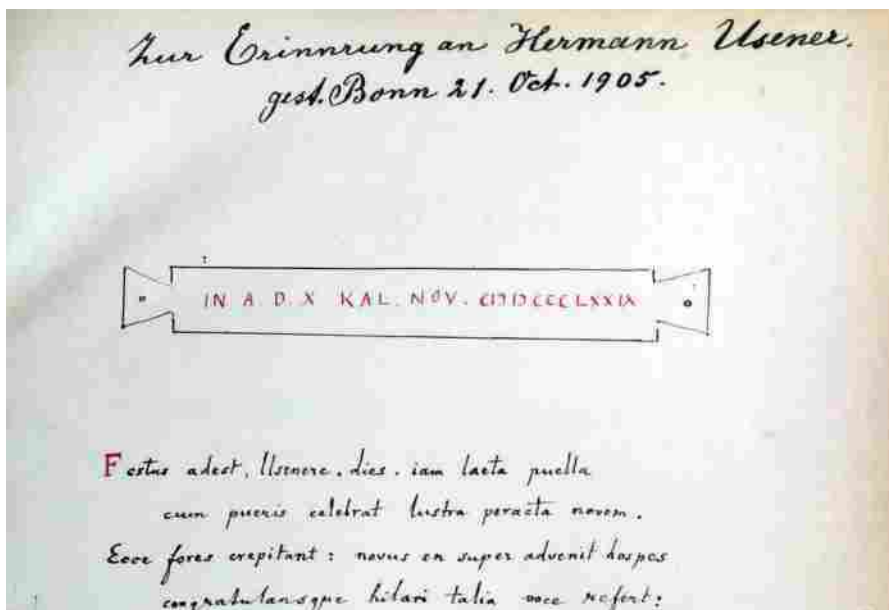 Zur Erinnrung an Hermann Usener.
gest. Bonn 21. Oct. 1905.
IN A. D. X KAL. NOV. CIↃIↃCCCLXXIX
Festus adest, Usenere, dies, iam laeta puella
cum pueris celebrat lustra peracta novem.
Ecce fores crepitant: novus en super advenit hospes
congratulansque hilari talia voce refert: